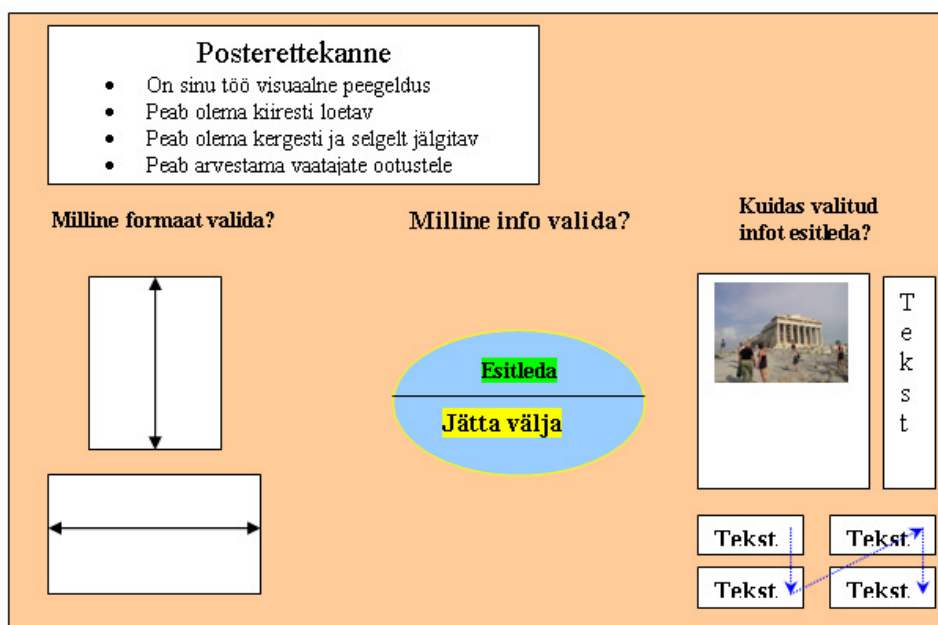 Posterettekanne
On sinu töö visuaalne peegeldus
Peab olema kiiresti loetav
Peab olema kergesti ja selgelt jälgitav
Peab arvestama vaatajate ootustele
Milline formaat valida?
Milline info valida?
Esitleda
Jätta välja
Kuidas valitud
infot esitleda?
T
e
k
s
t
Tekst
Tekst
Tekst
Tekst